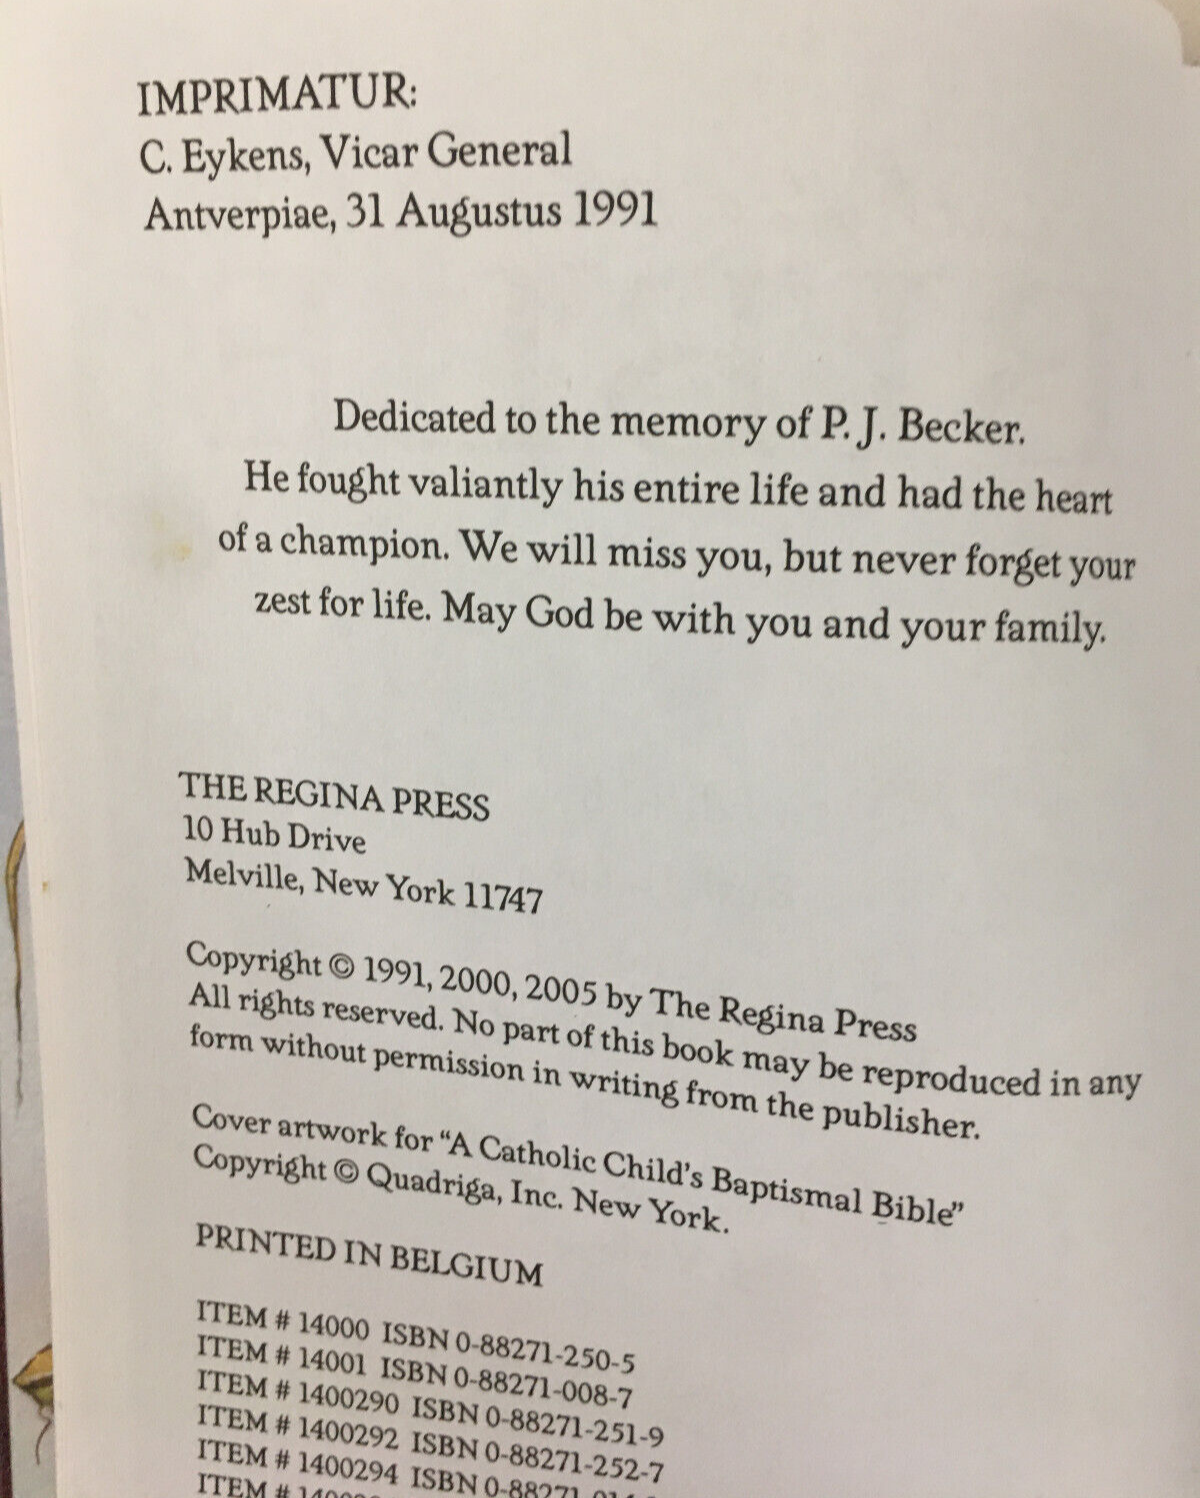 IMPRIMATUR:
C. Eykens, Vicar General
Antverpiae, 31 Augustus 1991
Dedicated to the memory of P. J. Becker.
He fought valiantly his entire life and had the heart
of a champion. We will miss you, but never forget your
zest for life. May God be with you and your family.
THE REGINA PRESS
10 Hub Drive
Melville, New York 11747
Copyright © 1991, 2000, 2005 by The Regina Press
All rights reserved. No part of this book may be reproduced in any
form without permission in writing from the publisher.
Cover artwork for “A Catholic Child’s Baptismal Bible”
Copyright © Quadriga, Inc. New York.
PRINTED IN BELGIUM
ITEM # 14000 ISBN 0-88271-250-5
ITEM # 14001 ISBN 0-88271-008-7
ITEM # 1400290 ISBN 0-88271-251-9
ITEM # 1400292 ISBN 0-88271-252-7
ITEM # 1400294 ISBN
ITEM #